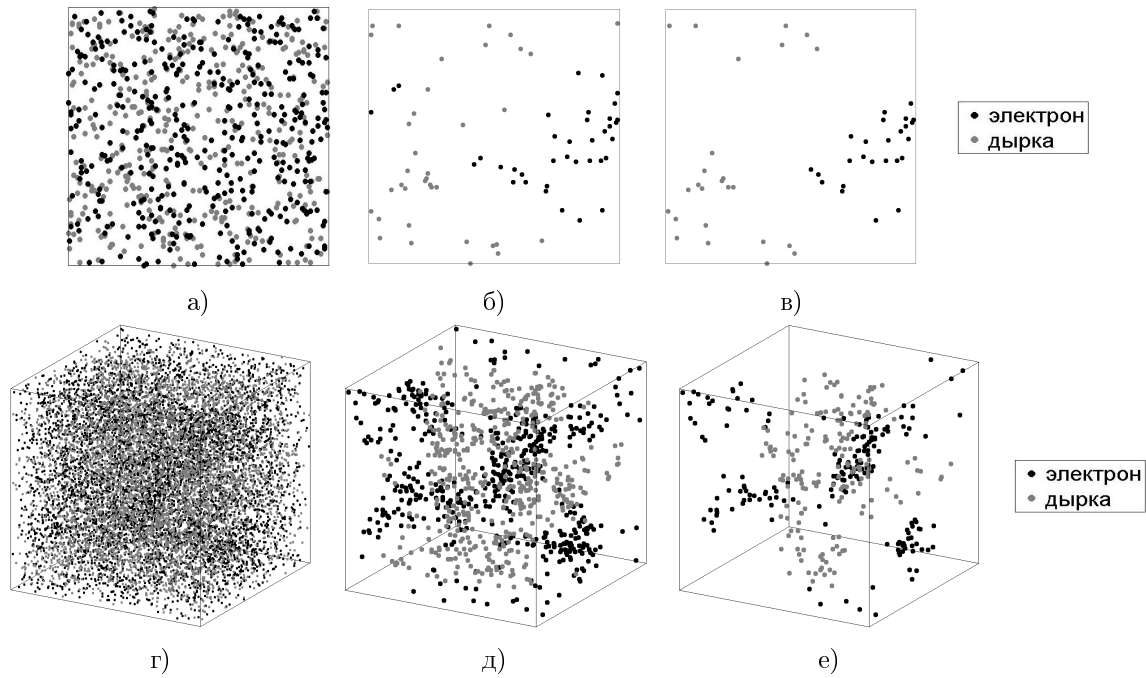 электрон
дырка
а)
б)
в)
электрон
дырка
г)
д)
е)